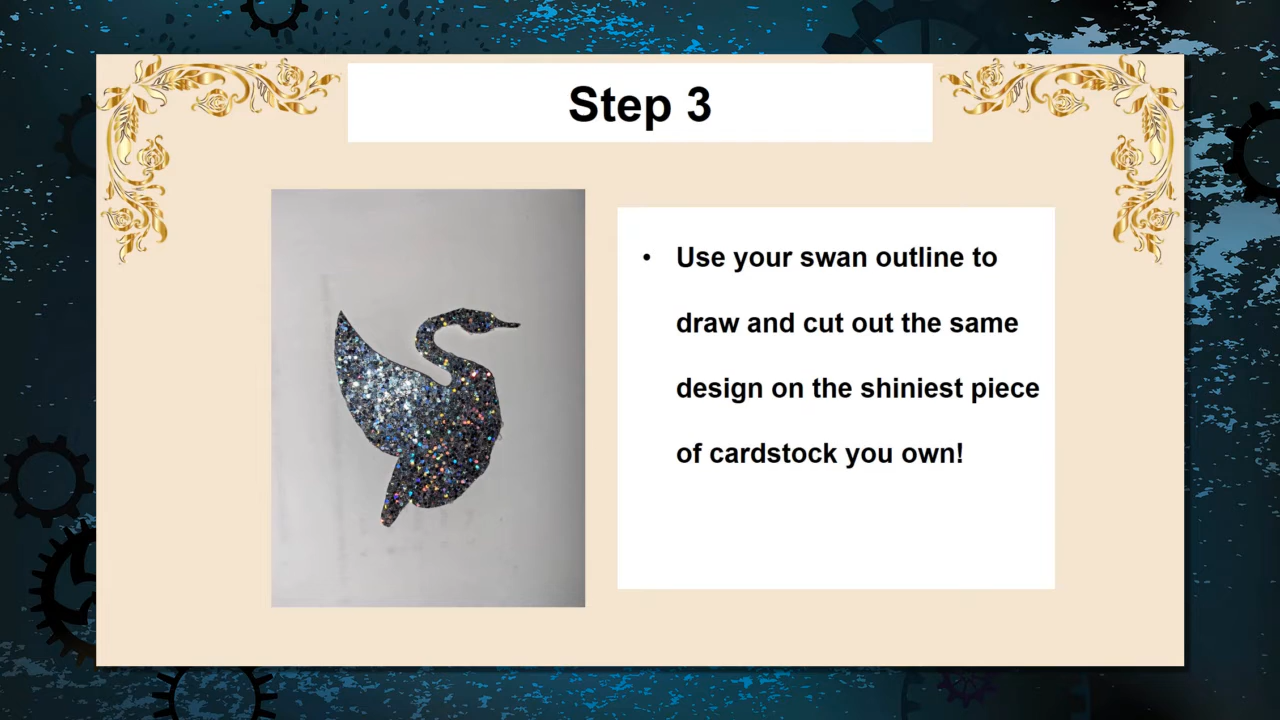 Step 3
• Use your swan outline to
draw and cut out the same
design on the shiniest piece
of cardstock you own!